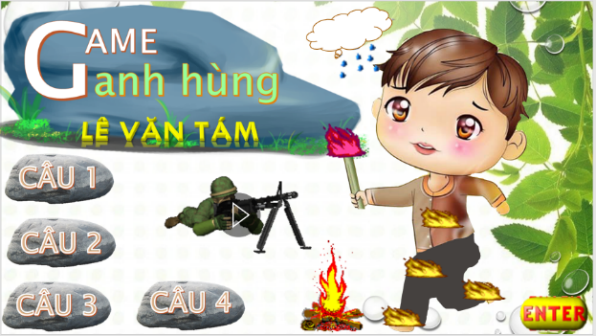 GAME
anh hùng
LÊ VĂN TÁM
CÂU 1
CÂU 2
CÂU 3
CÂU 4
ENTER